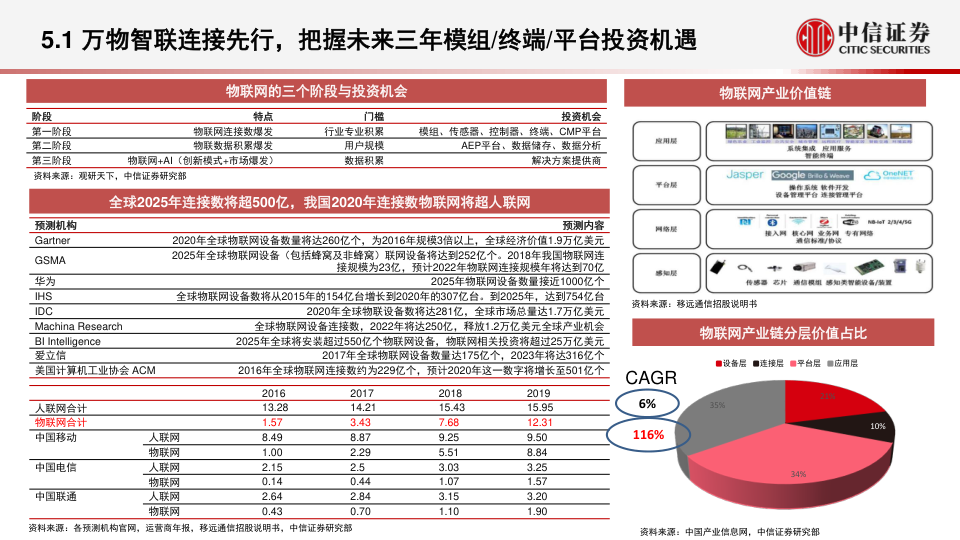 5.1 万物智联连接先行，把握未来三年模组/终端/平台投资机遇
中信证券
CITIC SECURITIES
物联网的三个阶段与投资机会
阶段 特点 门槛 投资机会
第一阶段 物联网连接数爆发 行业专业积累 模组、传感器、控制器、终端、CMP平台
第二阶段 物联数据积累爆发 用户规模 AEP平台、数据储存、数据分析
第三阶段 物联网+AI（创新模式+市场爆发） 数据积累 解决方案提供商
资料来源：观研天下，中信证券研究部
全球2025年连接数将超500亿，我国2020年连接数物联网将超人联网
预测机构 预测内容
Gartner 2020年全球物联网设备数量将达260亿个，为2016年规模3倍以上，全球经济价值1.9万亿美元
GSMA 2025年全球物联网设备（包括蜂窝及非蜂窝）联网设备将达到252亿个。2018年我国物联网连
接规模为23亿，预计2022年物联网连接规模年将达到70亿
华为 2025年物联网设备数量接近1000亿个
IHS 全球物联网设备数将从2015年的154亿台增长到2020年的307亿台。到2025年，达到754亿台
IDC 2020年全球物联设备数将达281亿，全球市场总量达1.7万亿美元
Machina Research 全球物联网设备连接数，2022年将达250亿，释放1.2万亿美元全球产业机会
BI Intelligence 2025年全球将安装超过550亿个物联网设备，物联网相关投资将超过25万亿美元
爱立信 2017年全球物联网设备数量达175亿个，2023年将达316亿个
美国计算机工业协会 ACM 2016年全球物联网连接数约为229亿个，预计2020年这一数字将增长至501亿个
2016 2017 2018 2019
人联网合计 13.28 14.21 15.43 15.95
物联网合计 1.57 3.43 7.68 12.31
中国移动 人联网 8.49 8.87 9.25 9.50
物联网 1.00 2.29 5.51 8.84
中国电信 人联网 2.15 2.5 3.03 3.25
物联网 0.14 0.44 1.07 1.57
中国联通 人联网 2.64 2.84 3.15 3.20
物联网 0.43 0.70 1.10 1.90
资料来源：各预测机构官网，运营商年报，移远通信招股说明书，中信证券研究部
CAGR
6%
116%
物联网产业价值链
应用层
系统集成 应用服务
智能终端
平台层
Jasper Google Brillo & Weave OneNET
操作系统 软件开发
设备管理平台 连接管理平台
网络层
NB-IoT 2/3/4/5G
接入网 核心网 业务网 专有网络
通信标准/协议
感知层
传感器 芯片 通信模组 感知类智能设备/装置
资料来源：移远通信招股说明书
物联网产业链分层价值占比
设备层 连接层 平台层 应用层
21%
10%
34%
35%
资料来源：中国产业信息网，中信证券研究部